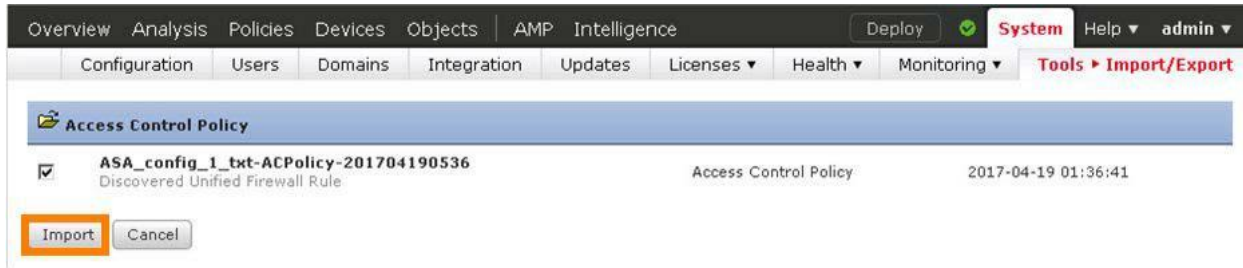 Overview Analysis Policies Devices Objects AMP Intelligence Deploy System Help ▼ admin ▼
Configuration Users Domains Integration Updates Licenses ▼ Health ▼ Monitoring ▼ Tools ▸ Import/Export
Access Control Policy
ASA_config_1_txt-ACPolicy-201704190536 Access Control Policy 2017-04-19 01:36:41
Discovered Unified Firewall Rule
Import Cancel